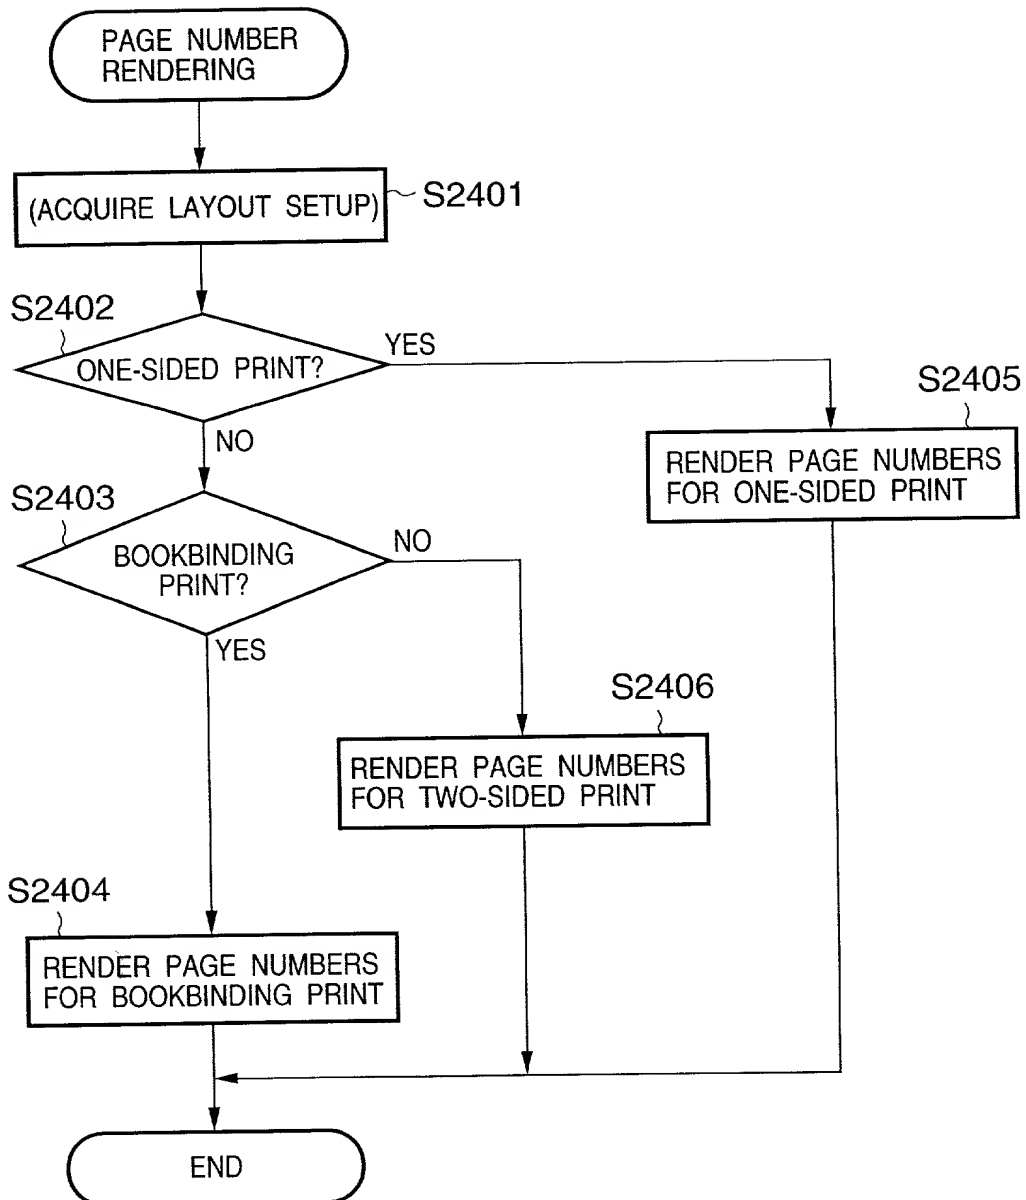 PAGE NUMBER
RENDERING
(ACQUIRE LAYOUT SETUP)
S2401
S2402
ONE-SIDED PRINT?
YES
NO
S2405
RENDER PAGE NUMBERS
FOR ONE-SIDED PRINT
S2403
BOOKBINDING
PRINT?
NO
YES
S2406
RENDER PAGE NUMBERS
FOR TWO-SIDED PRINT
S2404
RENDER PAGE NUMBERS
FOR BOOKBINDING PRINT
END